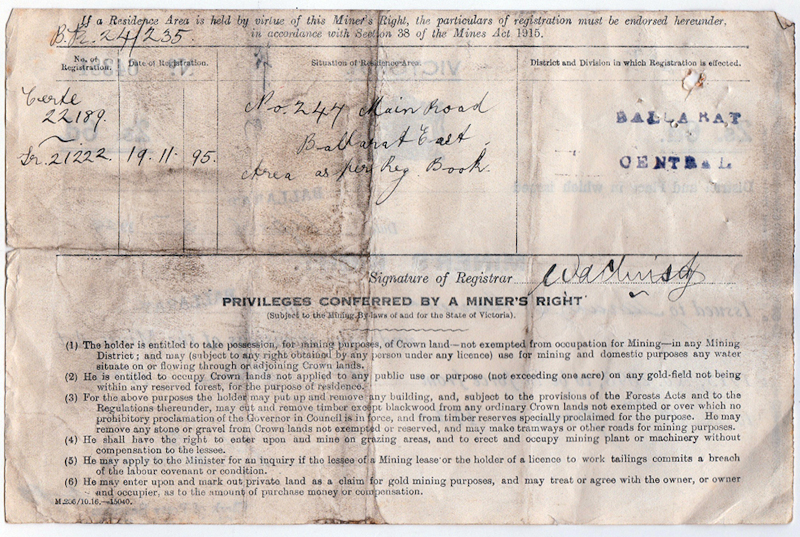 If a Residence Area is held by virtue of this Miner's Right, the particulars of registration must be endorsed hereunder,
in accordance with Section 38 of the Mines Act 1915.
24/235.
No. of Registration.
Date of Registration.
Situation of Residence Area.
District and Division in which Registration is effected.
22189.
21222.
19.11.95.
No. 244 Main Road
Ballarat East.
Area as per Reg Book.
BALLARAT
CENTRAL
Signature of Registrar
PRIVILEGES CONFERRED BY A MINER'S RIGHT
(Subject to the Mining By-laws of and for the State of Victoria).
(1) The holder is entitled to take possession, for mining purposes, of Crown land—not exempted from occupation for Mining—in any Mining
District; and may (subject to any right obtained by any person under any licence) use for mining and domestic purposes any water
situate on or flowing through or adjoining Crown lands.
(2) He is entitled to occupy Crown lands not applied to any public use or purpose (not exceeding one acre) on any gold-field not being
within any reserved forest, for the purpose of residence.
(3) For the above purposes the holder may put up and remove any building, and, subject to the provisions of the Forests Acts and to the
Regulations thereunder, may cut and remove timber except blackwood from any ordinary Crown lands not exempted or over which no
prohibitory proclamation of the Governor in Council is in force, and from timber reserves specially proclaimed for the purpose. He may
remove any stone or gravel from Crown lands not exempted or reserved, and may make tramways or other roads for mining purposes.
(4) He shall have the right to enter upon and mine on grazing areas, and to erect and occupy mining plant or machinery without
compensation to the lessee.
(5) He may apply to the Minister for an inquiry if the lessee of a Mining lease or the holder of a licence to work tailings commits a breach
of the labour covenant or condition.
(6) He may enter upon and mark out private land as a claim for gold mining purposes, and may treat or agree with the owner, or owner
and occupier, as to the amount of purchase money or compensation.
M.256/10.16.—15040.